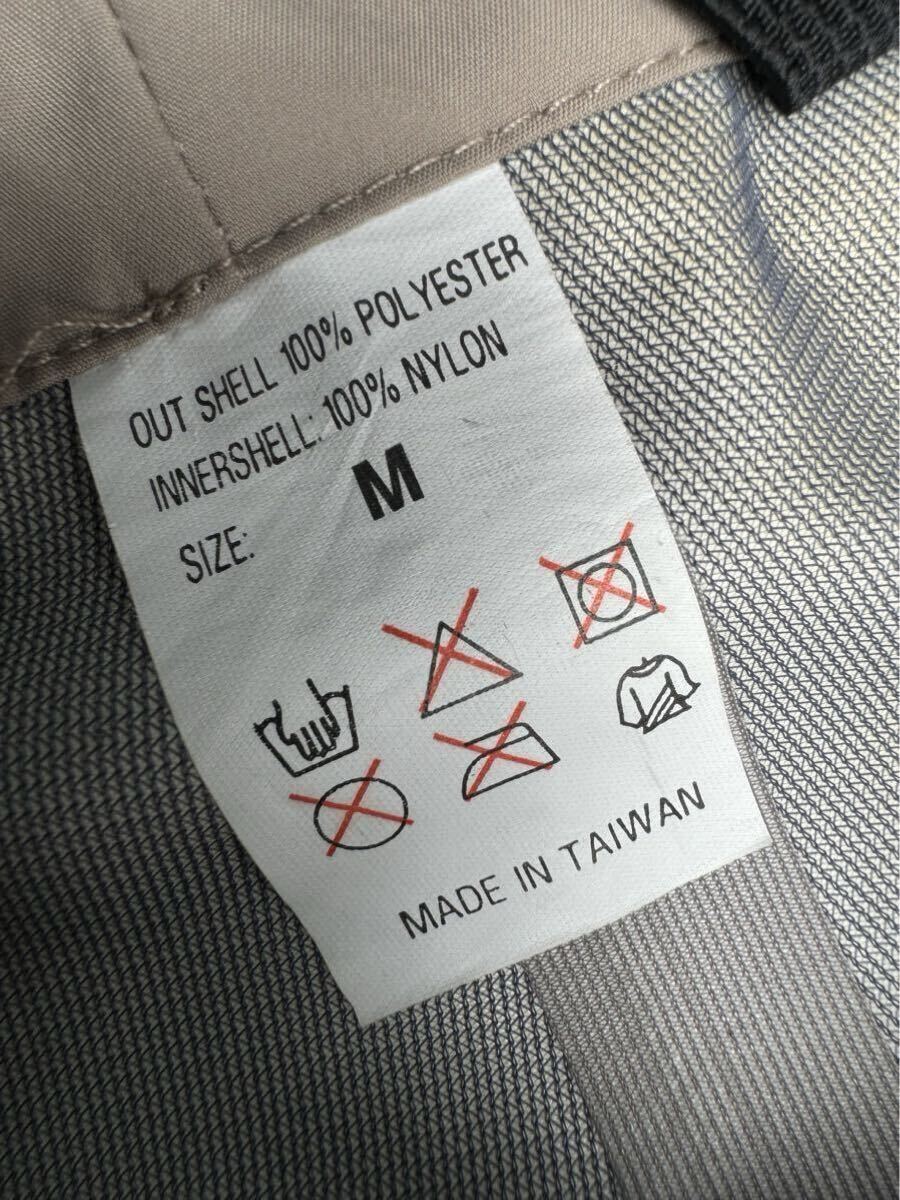 OUT SHELL 100% POLYESTER
INNERSHELL: 100% NYLON
SIZE: M
MADE IN TAIWAN